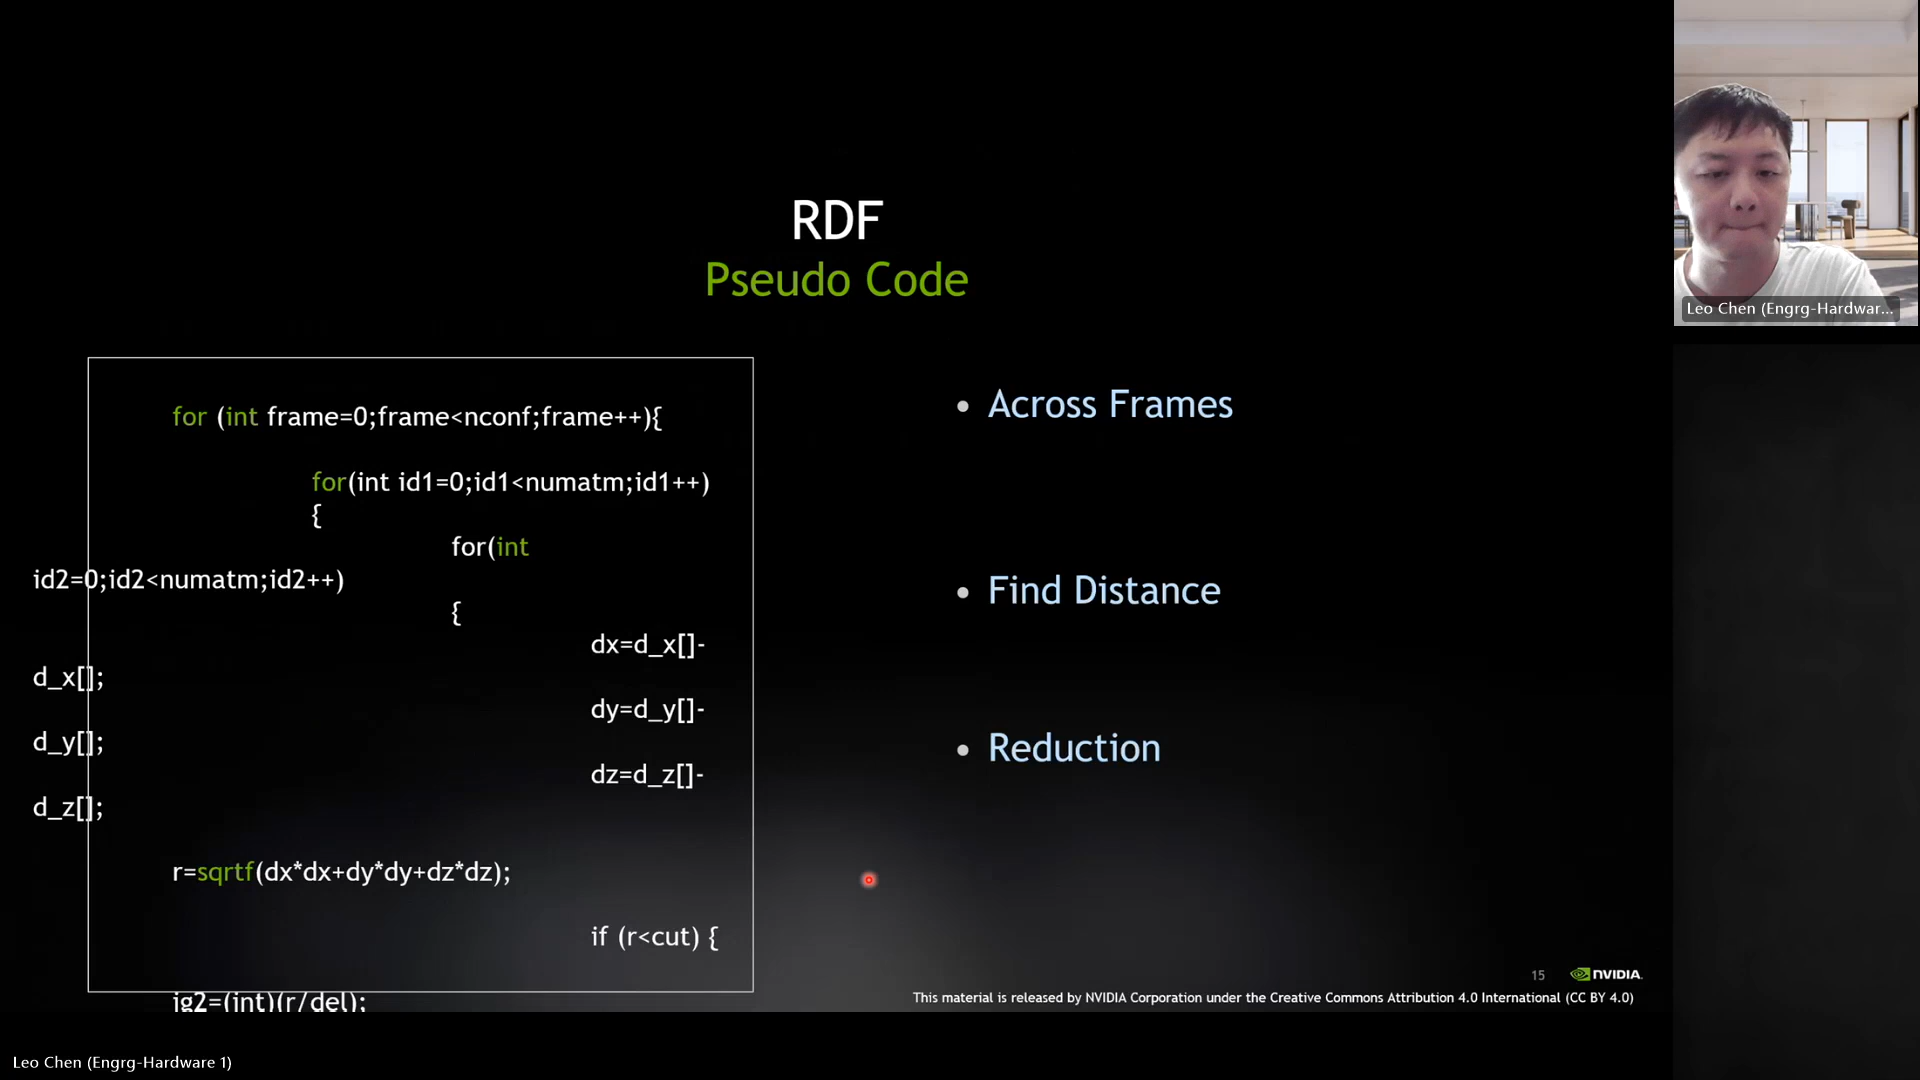 RDF
Pseudo Code
for (int frame=0;frame<nconf;frame++){
for(int id1=0;id1<numatm;id1++)
{
for(int
id2=0;id2<numatm;id2++)
{
dx=d_x[]-
d_x[];
dy=d_y[]-
d_y[];
dz=d_z[]-
d_z[];
r=sqrtf(dx*dx+dy*dy+dz*dz);
if (r<cut) {
ig2=(int)(r/del);
• Across Frames
• Find Distance
• Reduction
15
NVIDIA.
This material is released by NVIDIA Corporation under the Creative Commons Attribution 4.0 International (CC BY 4.0)
Leo Chen (Engrg-Hardwar...
Leo Chen (Engrg-Hardware 1)